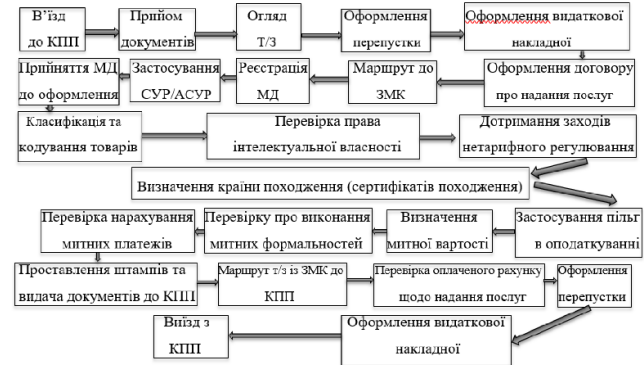 В’їзд
до КПП
Прийом
документів
Огляд
Т/З
Оформлення
перепустки
Оформлення видаткової
накладної
Прийняття МД
до оформлення
Застосування
СУР/АСУР
Реєстрація
МД
Маршрут до
ЗМК
Оформлення договору
про надання послуг
Класифікація та
кодування товарів
Перевірка права
інтелектуальної власності
Дотримання заходів
нетарифного регулювання
Визначення країни походження (сертифікатів походження)
Перевірка нарахування
митних платежів
Перевірку про виконання
митних формальностей
Визначення
митної вартості
Застосування пільг
в оподаткуванні
Проставлення штампів та
видача документів до КПП
Маршрут т/з із ЗМК до
КПП
Перевірка оплаченого рахунку
щодо надання послуг
Оформлення
перепустки
Виїзд з
КПП
Оформлення видаткової
накладної